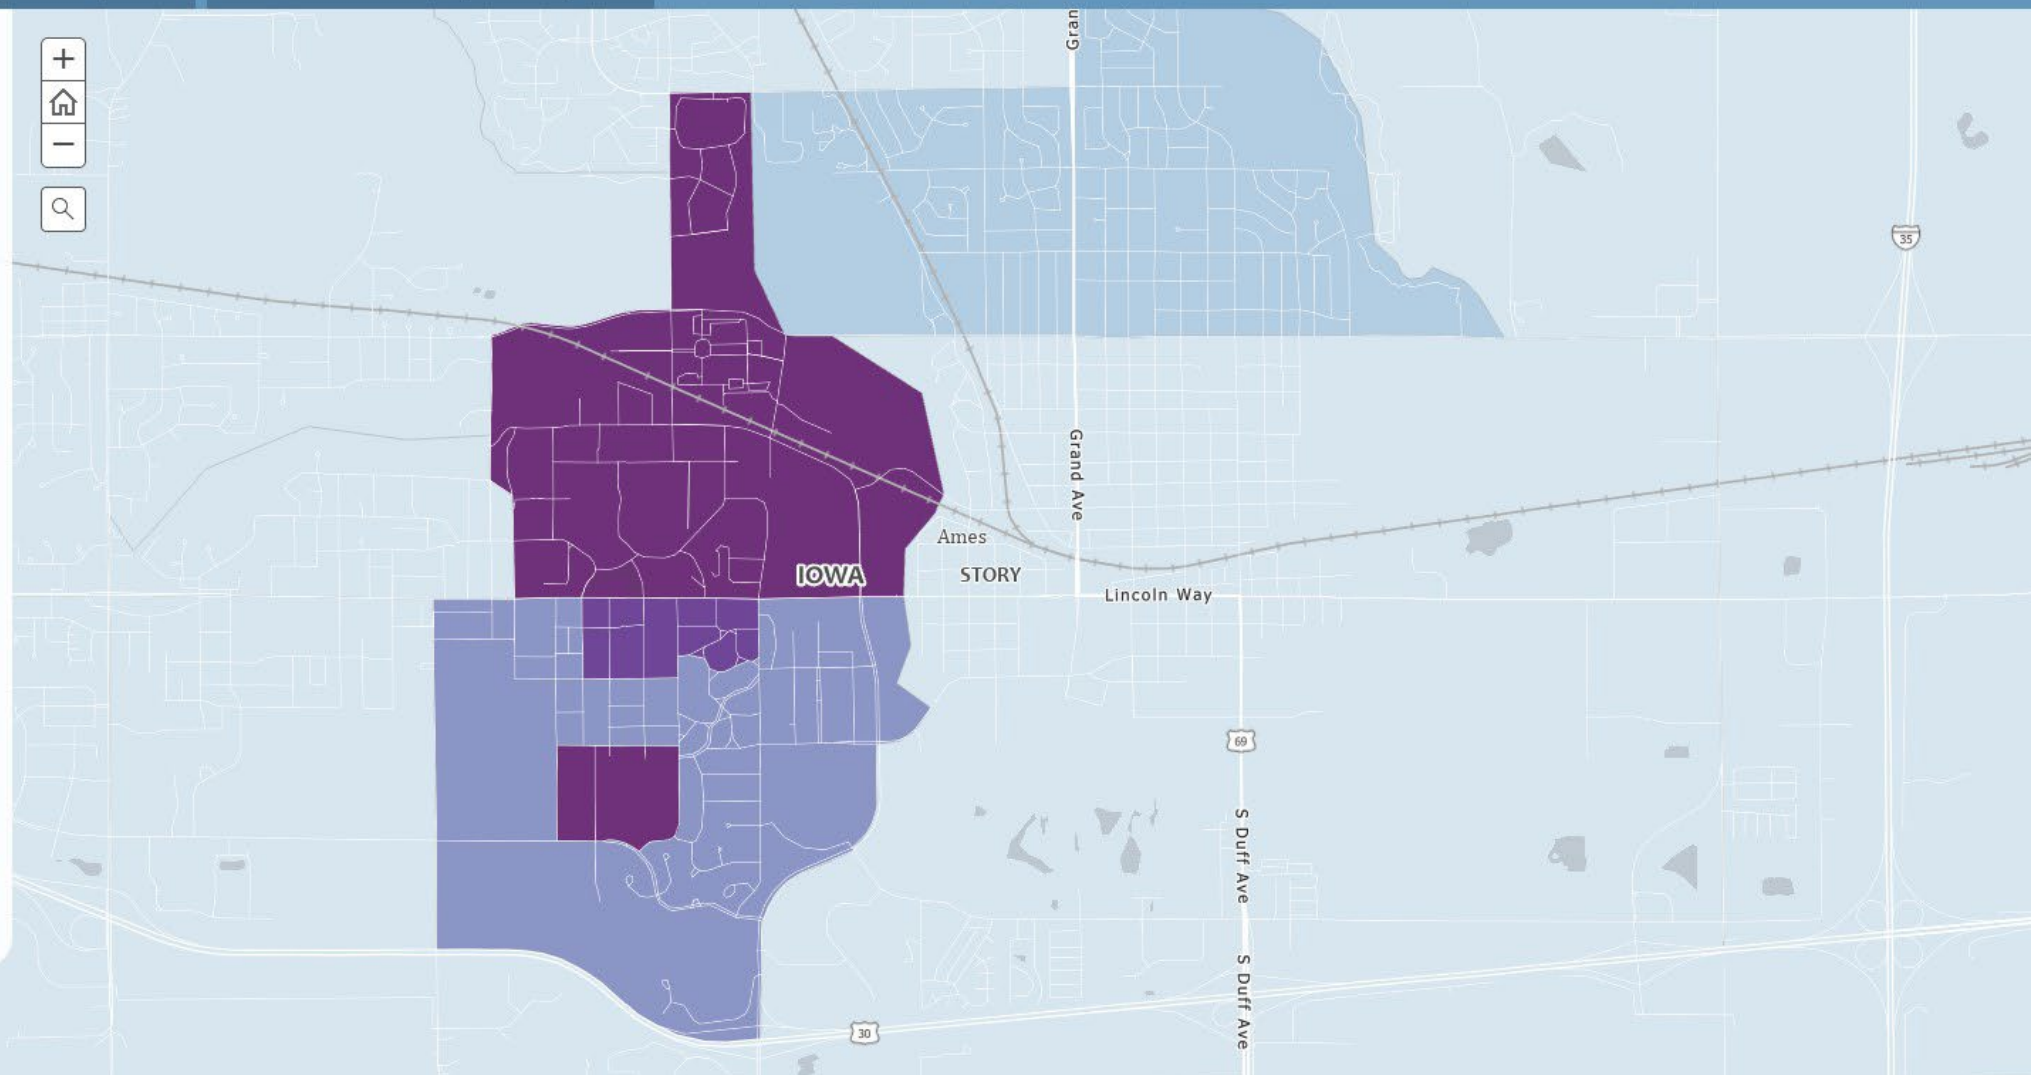 +
−
Gran
35
Grand Ave
Ames
IOWA
STORY
Lincoln Way
69
S Duff Ave
S Duff Ave
30